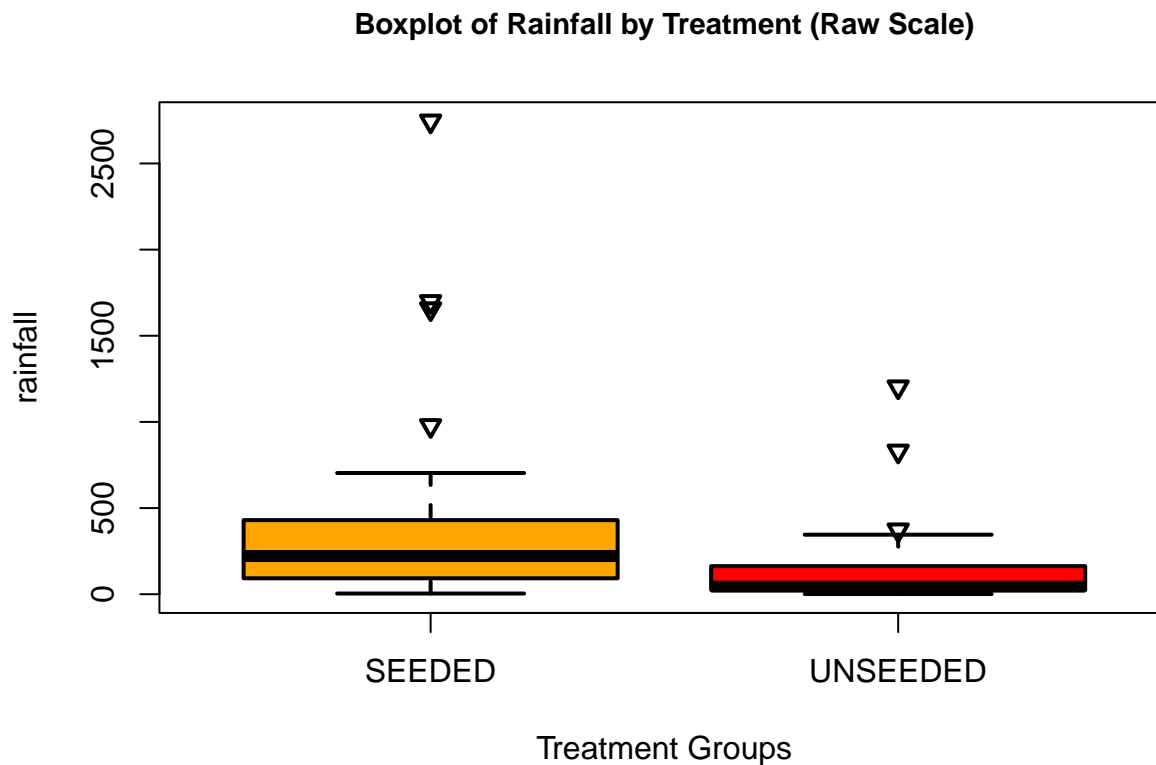 Boxplot of Rainfall by Treatment (Raw Scale)
rainfall
2500
1500
500
0
SEEDED UNSEEDED
Treatment Groups